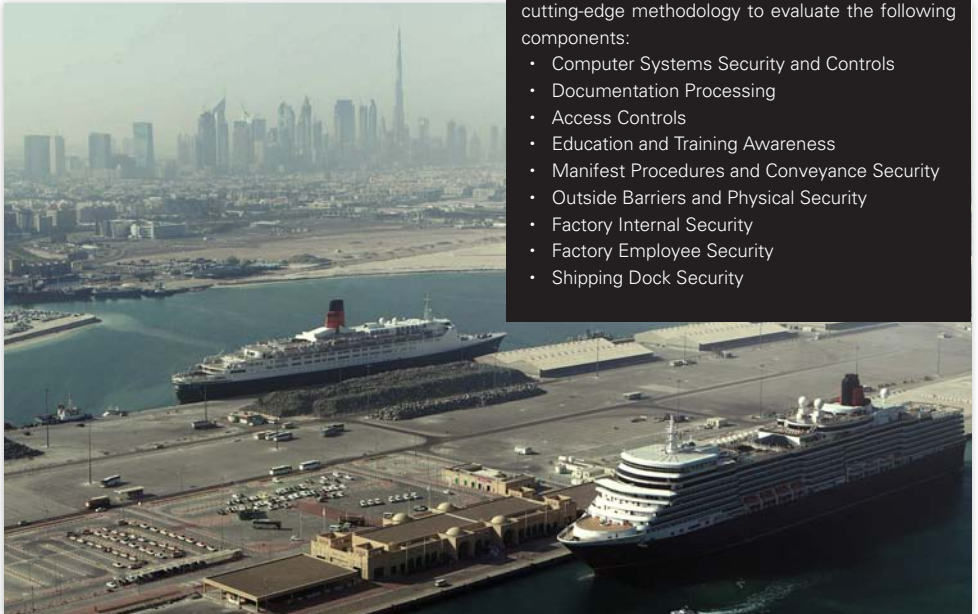 cutting-edge methodology to evaluate the following
components:
• Computer Systems Security and Controls
• Documentation Processing
• Access Controls
• Education and Training Awareness
• Manifest Procedures and Conveyance Security
• Outside Barriers and Physical Security
• Factory Internal Security
• Factory Employee Security
• Shipping Dock Security